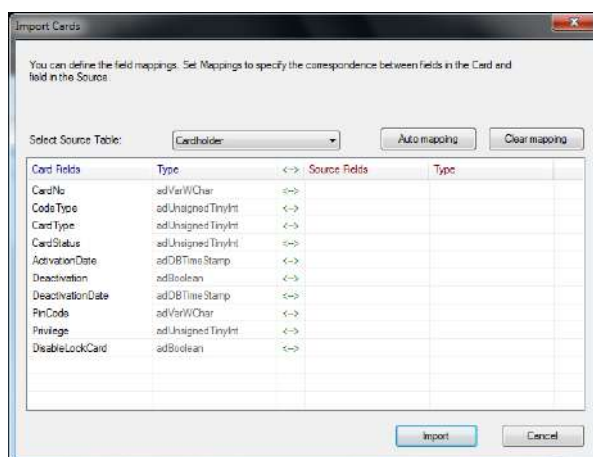 Import Cards
You can define the field mappings. Set Mappings to specify the correspondence between fields in the Card and
field in the Source.
Select Source Table: Cardholder Auto mapping Clear mapping
Card Fields Type <--> Source Fields Type
CardNo adVarWChar <-->
CodeType adUnsignedTinyInt <-->
CardType adUnsignedTinyInt <-->
CardStatus adUnsignedTinyInt <-->
ActivationDate adDBTimeStamp <-->
Deactivation adBoolean <-->
DeactivationDate adDBTimeStamp <-->
PinCode adVarWChar <-->
Privilege adUnsignedTinyInt <-->
DisableLockCard adBoolean <-->
Import Cancel